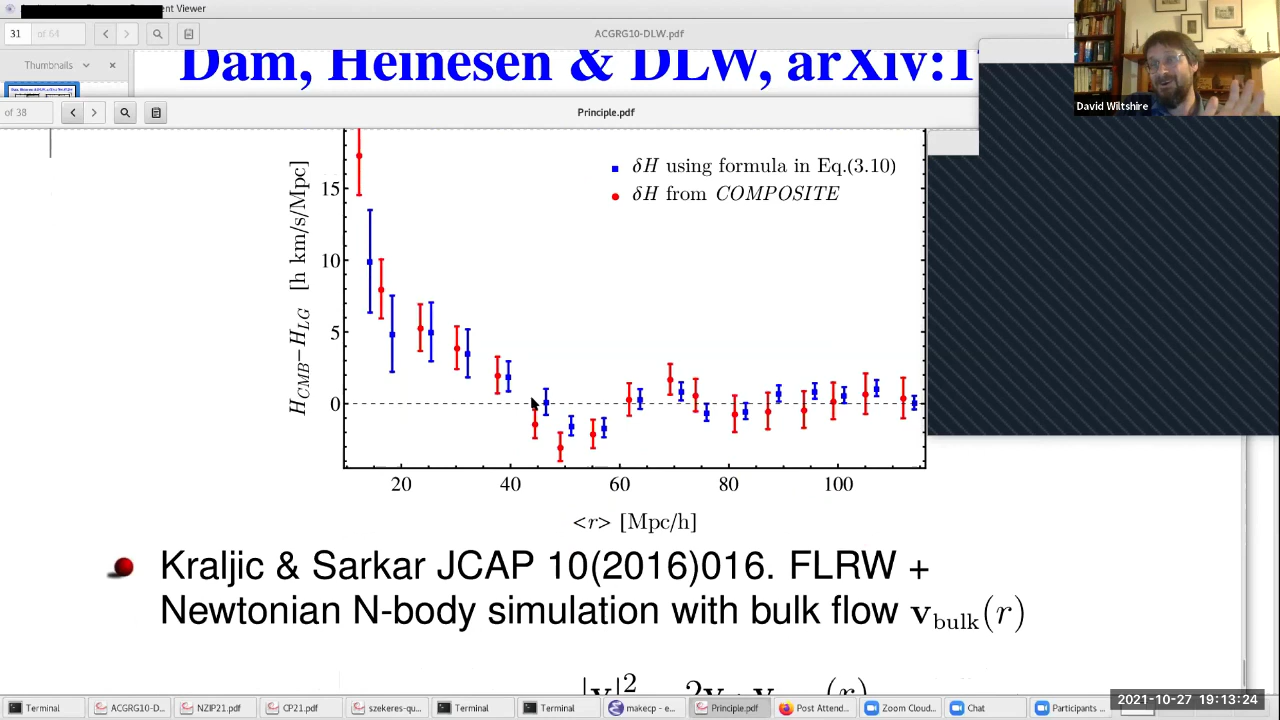 ent Viewer
31 of 64
ACGRG10-DLW.pdf
Thumbnails
Dam, Heinesen & DLW, arXiv:1
David Wiltshire
of 38
Principle.pdf
δH using formula in Eq.(3.10)
δH from COMPOSITE
H_CMB−H_LG [h km/s/Mpc]
15
10
5
0
20 40 60 80 100
<r> [Mpc/h]
Kraljic & Sarkar JCAP 10(2016)016. FLRW +
Newtonian N-body simulation with bulk flow v_bulk(r)
Terminal ACGRG10-D... NZIP21.pdf CP21.pdf szekeres-qu... Terminal Terminal makecp - e... Principle.pdf Post Attend... Zoom Cloud... Chat Participants ...
2021-10-27 19:13:24